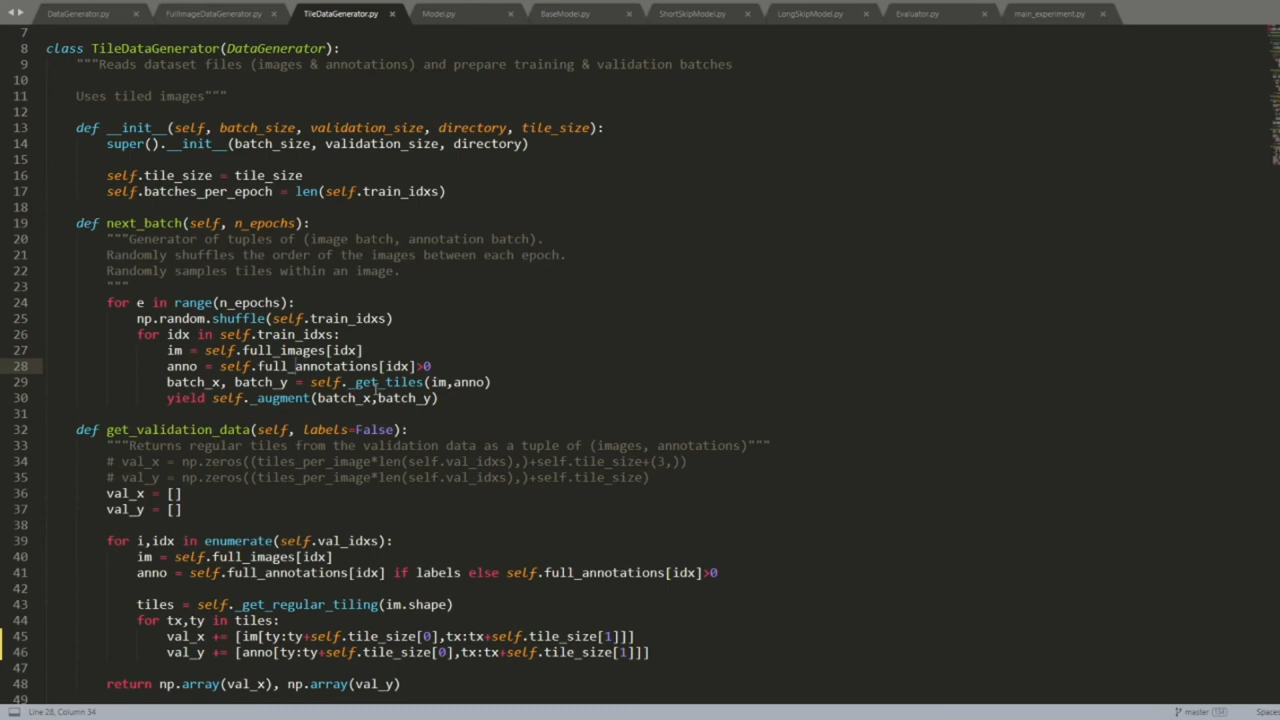 DataGenerator.py × FullImageDataGenerator.py × TileDataGenerator.py × Model.py × BaseModel.py × ShortSkipModel.py × LongSkipModel.py × Evaluator.py × main_experiment.py ×
7
8 class TileDataGenerator(DataGenerator):
9 """Reads dataset files (images & annotations) and prepare training & validation batches
10
11 Uses tiled images"""
12
13 def __init__(self, batch_size, validation_size, directory, tile_size):
14 super().__init__(batch_size, validation_size, directory)
15
16 self.tile_size = tile_size
17 self.batches_per_epoch = len(self.train_idxs)
18
19 def next_batch(self, n_epochs):
20 """Generator of tuples of (image batch, annotation batch).
21 Randomly shuffles the order of the images between each epoch.
22 Randomly samples tiles within an image.
23 """
24 for e in range(n_epochs):
25 np.random.shuffle(self.train_idxs)
26 for idx in self.train_idxs:
27 im = self.full_images[idx]
28 anno = self.full_annotations[idx]>0
29 batch_x, batch_y = self._get_tiles(im,anno)
30 yield self._augment(batch_x,batch_y)
31
32 def get_validation_data(self, labels=False):
33 """Returns regular tiles from the validation data as a tuple of (images, annotations)"""
34 # val_x = np.zeros((tiles_per_image*len(self.val_idxs),)+self.tile_size+(3,))
35 # val_y = np.zeros((tiles_per_image*len(self.val_idxs),)+self.tile_size)
36 val_x = []
37 val_y = []
38
39 for i,idx in enumerate(self.val_idxs):
40 im = self.full_images[idx]
41 anno = self.full_annotations[idx] if labels else self.full_annotations[idx]>0
42
43 tiles = self._get_regular_tiling(im.shape)
44 for tx,ty in tiles:
45 val_x += [im[ty:ty+self.tile_size[0],tx:tx+self.tile_size[1]]]
46 val_y += [anno[ty:ty+self.tile_size[0],tx:tx+self.tile_size[1]]]
47
48 return np.array(val_x), np.array(val_y)
49
Line 28, Column 34 master Spaces